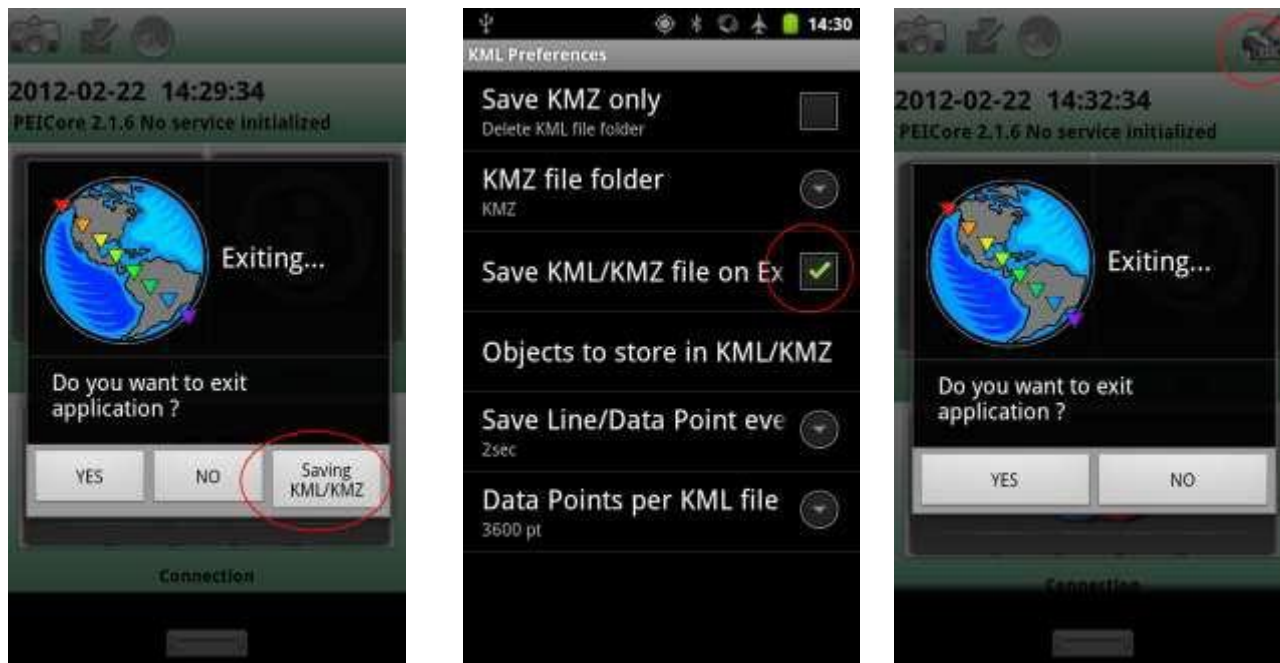 2012-02-22 14:29:34
PEICore 2.1.6 No service initialized
Exiting...
Do you want to exit
application ?
YES
NO
Saving
KML/KMZ
Connection
14:30
KML Preferences
Save KMZ only
Delete KML file folder
KMZ file folder
KMZ
Save KML/KMZ file on Ex
Objects to store in KML/KMZ
Save Line/Data Point eve
2sec
Data Points per KML file
3600 pt
2012-02-22 14:32:34
PEICore 2.1.6 No service initialized
Exiting...
Do you want to exit
application ?
YES
NO
Connection